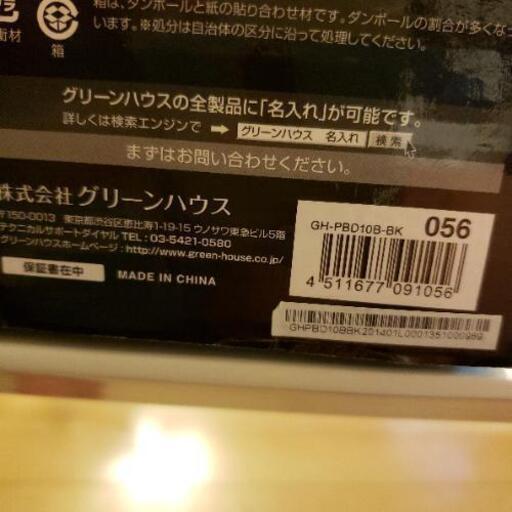 箱は、ダンボールと紙の貼り合わせ材です。ダンボールの割合が多くな
います。※処分は自治体の区分に沿って処理してください。
衝材
箱
グリーンハウスの全製品に「名入れ」が可能です。
詳しくは検索エンジンで → グリーンハウス 名入れ 検索
まずはお問い合わせください。
株式会社グリーンハウス
〒150-0013 東京都渋谷区恵比寿1-19-15 ウノサワ東急ビル5階
テクニカルサポートダイヤル TEL:03-5421-0580
グリーンハウスホームページ:http://www.green-house.co.jp/
保証書在中
MADE IN CHINA
GH-PBD10B-BK 056
4 511677 091056
GHPBD10BBK201401L0001351000989